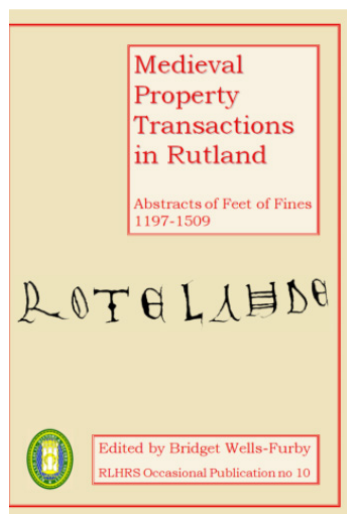 Medieval
Property
Transactions
in Rutland
Abstracts of Feet of Fines
1197-1509
ROTELANDE
Edited by Bridget Wells-Furby
RLHRS Occasional Publication no 10